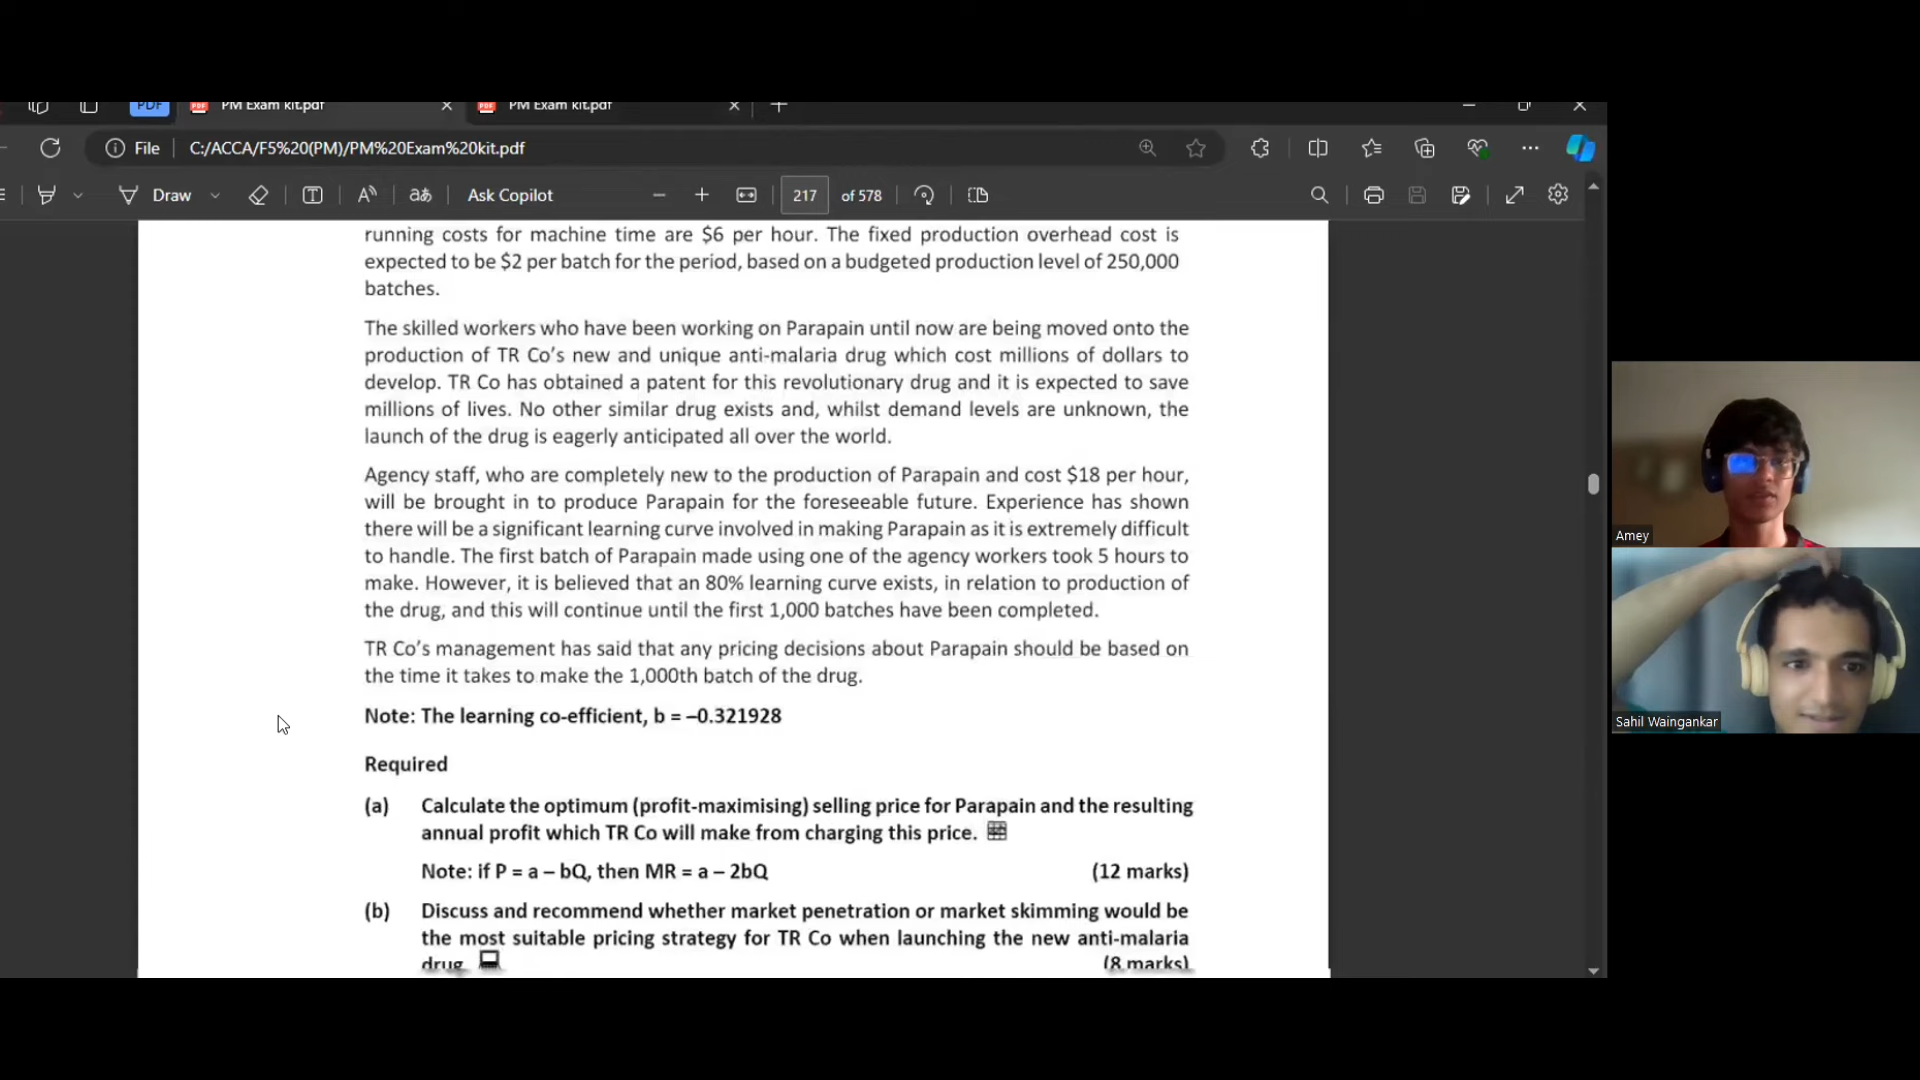 PDF
PM Exam kit.pdf
PM Exam kit.pdf
File
C:/ACCA/F5%20(PM)/PM%20Exam%20kit.pdf
Draw
Ask Copilot
217
of 578
running costs for machine time are $6 per hour. The fixed production overhead cost is
expected to be $2 per batch for the period, based on a budgeted production level of 250,000
batches.
The skilled workers who have been working on Parapain until now are being moved onto the
production of TR Co's new and unique anti-malaria drug which cost millions of dollars to
develop. TR Co has obtained a patent for this revolutionary drug and it is expected to save
millions of lives. No other similar drug exists and, whilst demand levels are unknown, the
launch of the drug is eagerly anticipated all over the world.
Agency staff, who are completely new to the production of Parapain and cost $18 per hour,
will be brought in to produce Parapain for the foreseeable future. Experience has shown
there will be a significant learning curve involved in making Parapain as it is extremely difficult
to handle. The first batch of Parapain made using one of the agency workers took 5 hours to
make. However, it is believed that an 80% learning curve exists, in relation to production of
the drug, and this will continue until the first 1,000 batches have been completed.
TR Co's management has said that any pricing decisions about Parapain should be based on
the time it takes to make the 1,000th batch of the drug.
Note: The learning co-efficient, b = –0.321928
Required
(a) Calculate the optimum (profit-maximising) selling price for Parapain and the resulting
annual profit which TR Co will make from charging this price.
Note: if P = a – bQ, then MR = a – 2bQ (12 marks)
(b) Discuss and recommend whether market penetration or market skimming would be
the most suitable pricing strategy for TR Co when launching the new anti-malaria
drug (8 marks)
Amey
Sahil Waingankar